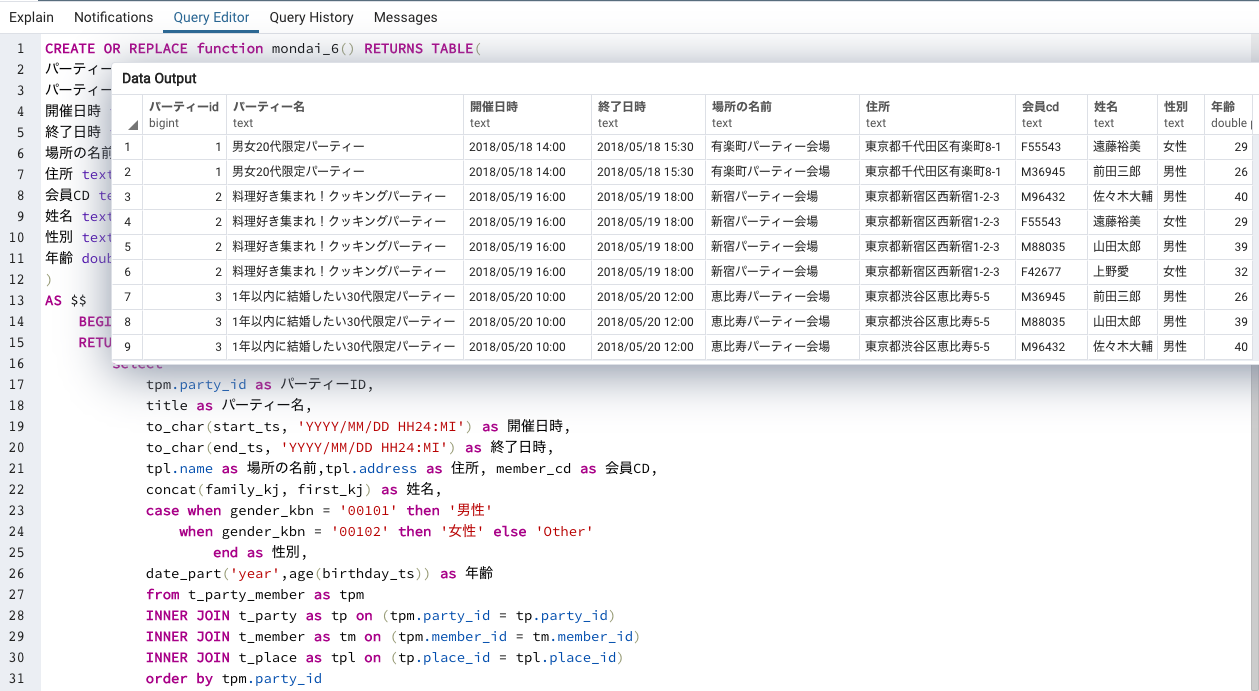 Explain Notifications Query Editor Query History Messages
1 CREATE OR REPLACE function mondai_6() RETURNS TABLE(
2 パーティー
3 パーティー
4 開催日時
5 終了日時
6 場所の名前
7 住所 text
8 会員CD te
9 姓名 text
10 性別 text
11 年齢 doub
12 )
13 AS $$
14 BEGI
15 RETU
Data Output
パーティーid パーティー名 開催日時 終了日時 場所の名前 住所 会員cd 姓名 性別 年齢
bigint text text text text text text text text double
1 1 男女20代限定パーティー 2018/05/18 14:00 2018/05/18 15:30 有楽町パーティー会場 東京都千代田区有楽町8-1 F55543 遠藤裕美 女性 29
2 1 男女20代限定パーティー 2018/05/18 14:00 2018/05/18 15:30 有楽町パーティー会場 東京都千代田区有楽町8-1 M36945 前田三郎 男性 26
3 2 料理好き集まれ！クッキングパーティー 2018/05/19 16:00 2018/05/19 18:00 新宿パーティー会場 東京都新宿区西新宿1-2-3 M96432 佐々木大輔 男性 40
4 2 料理好き集まれ！クッキングパーティー 2018/05/19 16:00 2018/05/19 18:00 新宿パーティー会場 東京都新宿区西新宿1-2-3 F55543 遠藤裕美 女性 29
5 2 料理好き集まれ！クッキングパーティー 2018/05/19 16:00 2018/05/19 18:00 新宿パーティー会場 東京都新宿区西新宿1-2-3 M88035 山田太郎 男性 39
6 2 料理好き集まれ！クッキングパーティー 2018/05/19 16:00 2018/05/19 18:00 新宿パーティー会場 東京都新宿区西新宿1-2-3 F42677 上野愛 女性 32
7 3 1年以内に結婚したい30代限定パーティー 2018/05/20 10:00 2018/05/20 12:00 恵比寿パーティー会場 東京都渋谷区恵比寿5-5 M36945 前田三郎 男性 26
8 3 1年以内に結婚したい30代限定パーティー 2018/05/20 10:00 2018/05/20 12:00 恵比寿パーティー会場 東京都渋谷区恵比寿5-5 M88035 山田太郎 男性 39
9 3 1年以内に結婚したい30代限定パーティー 2018/05/20 10:00 2018/05/20 12:00 恵比寿パーティー会場 東京都渋谷区恵比寿5-5 M96432 佐々木大輔 男性 40
16 select
17 tpm.party_id as パーティーID,
18 title as パーティー名,
19 to_char(start_ts, 'YYYY/MM/DD HH24:MI') as 開催日時,
20 to_char(end_ts, 'YYYY/MM/DD HH24:MI') as 終了日時,
21 tpl.name as 場所の名前,tpl.address as 住所, member_cd as 会員CD,
22 concat(family_kj, first_kj) as 姓名,
23 case when gender_kbn = '00101' then '男性'
24 when gender_kbn = '00102' then '女性' else 'Other'
25 end as 性別,
26 date_part('year',age(birthday_ts)) as 年齢
27 from t_party_member as tpm
28 INNER JOIN t_party as tp on (tpm.party_id = tp.party_id)
29 INNER JOIN t_member as tm on (tpm.member_id = tm.member_id)
30 INNER JOIN t_place as tpl on (tp.place_id = tpl.place_id)
31 order by tpm.party_id